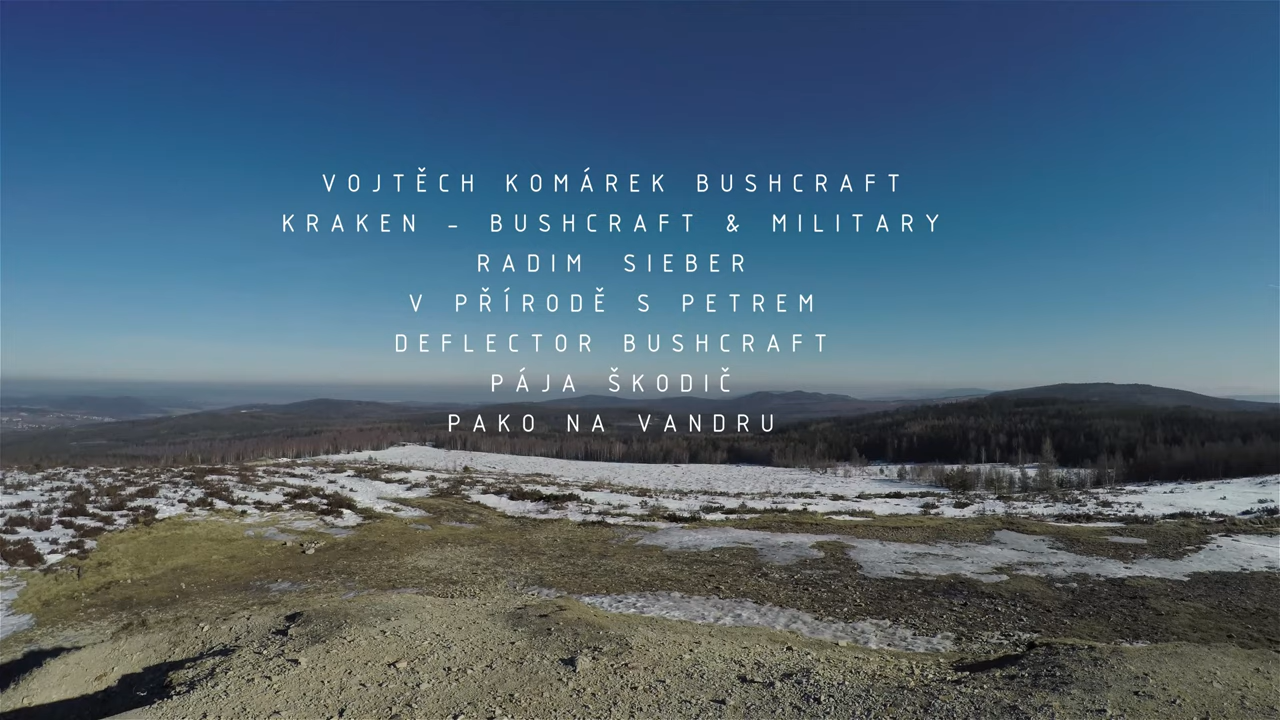 VOJTĚCH KOMÁREK BUSHCRAFT
KRAKEN - BUSHCRAFT & MILITARY
RADIM SIEBER
V PŘÍRODĚ S PETREM
DEFLECTOR BUSHCRAFT
PÁJA ŠKODIČ
PAKO NA VANDRU